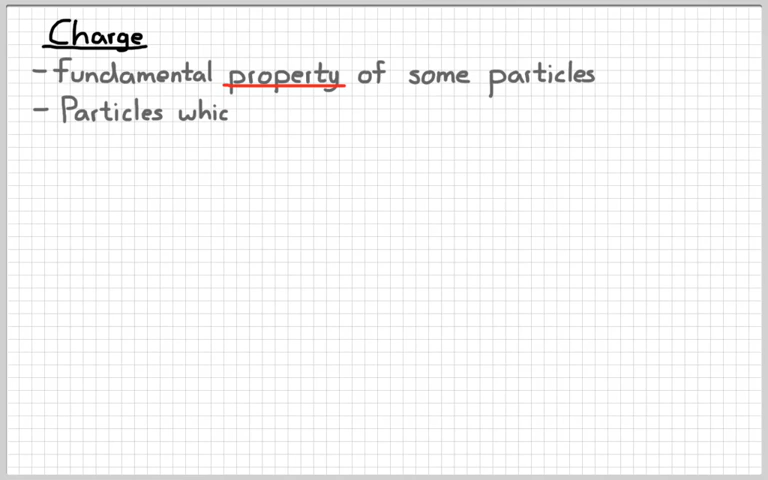 Charge
- fundamental property of some particles
- Particles whic